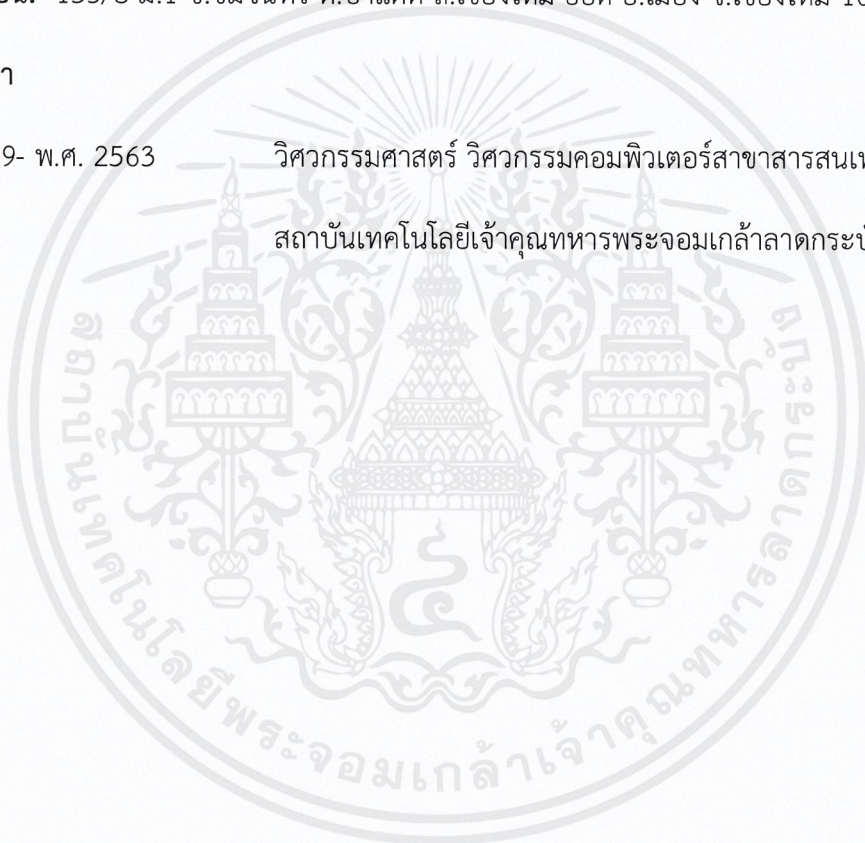 า
9- พ.ศ. 2563 วิศวกรรมศาสตร์ วิศวกรรมคอมพิวเตอร์สาขาสารสนเท
สถาบันเทคโนโลยีเจ้าคุณทหารพระจอมเกล้าลาดกระบั
สถาบันเทคโนโลยีพระจอมเกล้าเจ้าคุณทหารลาดกระบัง
๔